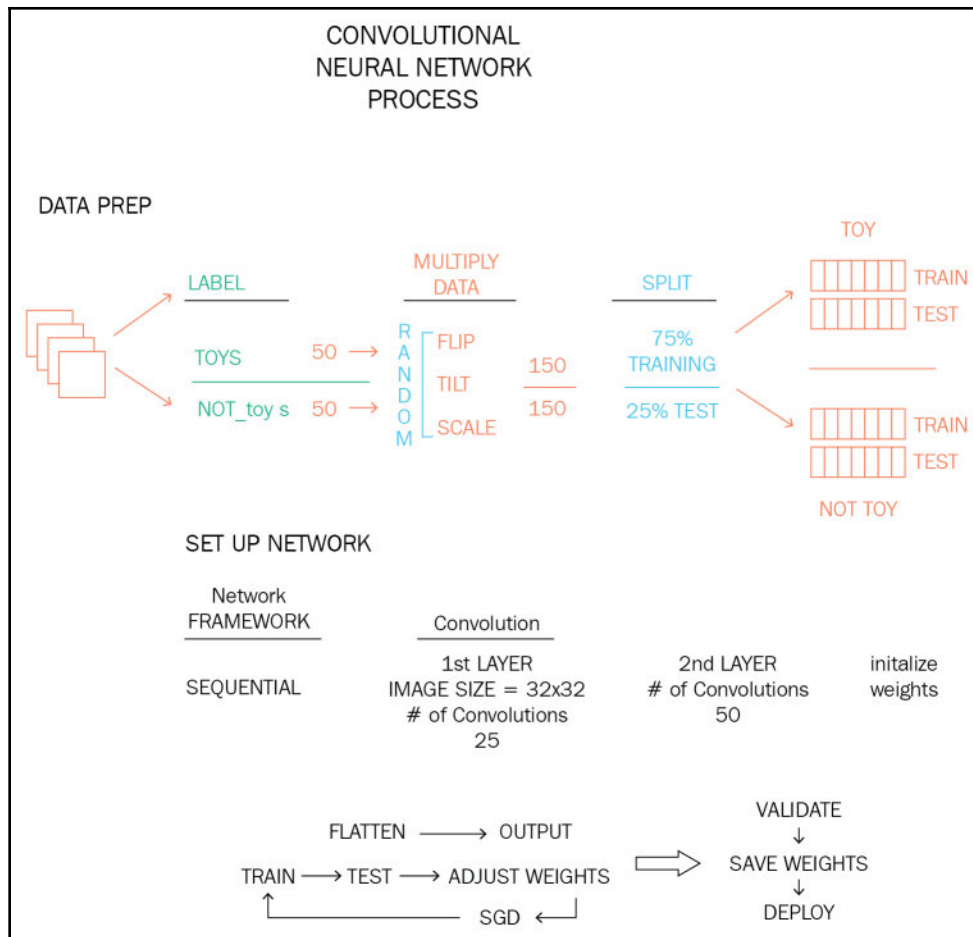 CONVOLUTIONAL
NEURAL NETWORK
PROCESS
DATA PREP
LABEL
TOYS
NOT_toy s
50
50
RANDOM
MULTIPLY
DATA
FLIP
TILT
SCALE
150
150
SPLIT
75%
TRAINING
25% TEST
TOY
TRAIN
TEST
TRAIN
TEST
NOT TOY
SET UP NETWORK
Network
FRAMEWORK
SEQUENTIAL
Convolution
1st LAYER
IMAGE SIZE = 32x32
# of Convolutions
25
2nd LAYER
# of Convolutions
50
initalize
weights
FLATTEN
OUTPUT
TRAIN
TEST
ADJUST WEIGHTS
SGD
VALIDATE
SAVE WEIGHTS
DEPLOY